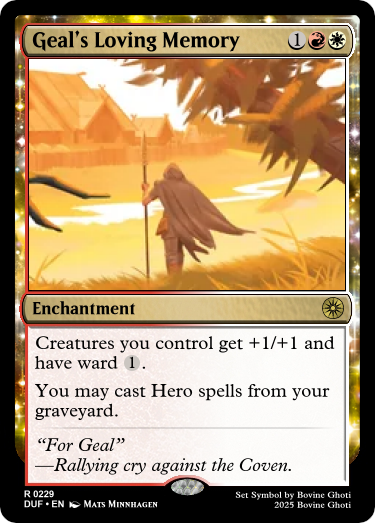 Geal's Loving Memory 1
Enchantment
Creatures you control get +1/+1 and
have ward 1.
You may cast Hero spells from your
graveyard.
“For Geal”
—Rallying cry against the Coven.
R 0229
DUF • EN Mats Minnhagen
Set Symbol by Bovine Ghoti
2025 Bovine Ghoti